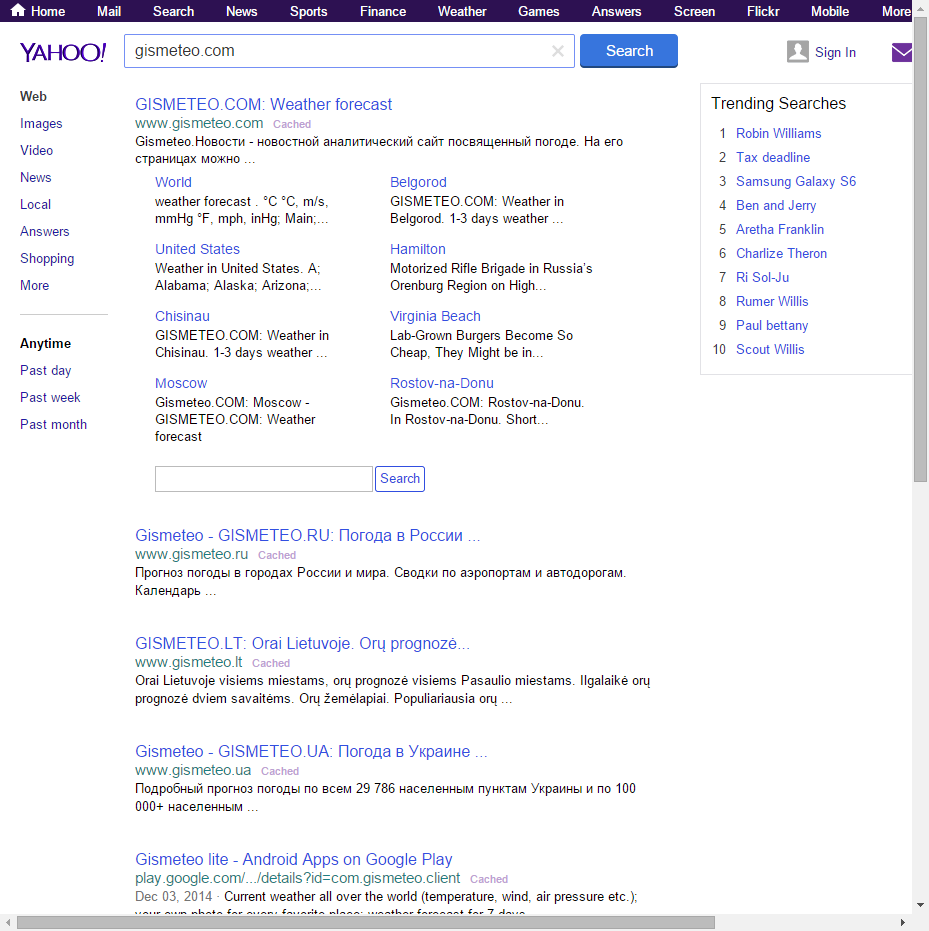 Home Mail Search News Sports Finance Weather Games Answers Screen Flickr Mobile More
YAHOO! gismeteo.com Search Sign In
Web
Images
Video
News
Local
Answers
Shopping
More
Anytime
Past day
Past week
Past month
GISMETEO.COM: Weather forecast
www.gismeteo.com Cached
Gismeteo.Новости - новостной аналитический сайт посвященный погоде. На его
страницах можно ...
World
weather forecast . °C °C, m/s,
mmHg °F, mph, inHg; Main;...
Belgorod
GISMETEO.COM: Weather in
Belgorod. 1-3 days weather ...
United States
Weather in United States. A;
Alabama; Alaska; Arizona;...
Hamilton
Motorized Rifle Brigade in Russia's
Orenburg Region on High...
Chisinau
GISMETEO.COM: Weather in
Chisinau. 1-3 days weather ...
Virginia Beach
Lab-Grown Burgers Become So
Cheap, They Might be in...
Moscow
Gismeteo.COM: Moscow -
GISMETEO.COM: Weather
forecast
Rostov-na-Donu
Gismeteo.COM: Rostov-na-Donu.
In Rostov-na-Donu. Short...
Search
Gismeteo - GISMETEO.RU: Погода в России ...
www.gismeteo.ru Cached
Прогноз погоды в городах России и мира. Сводки по аэропортам и автодорогам.
Календарь ...
GISMETEO.LT: Orai Lietuvoje. Orų prognozė...
www.gismeteo.lt Cached
Orai Lietuvoje visiems miestams, orų prognozė visiems Pasaulio miestams. Ilgalaikė orų
prognozė dviem savaitėms. Orų žemėlapiai. Populiariausia orų ...
Gismeteo - GISMETEO.UA: Погода в Украине ...
www.gismeteo.ua Cached
Подробный прогноз погоды по всем 29 786 населенным пунктам Украины и по 100
000+ населенным ...
Gismeteo lite - Android Apps on Google Play
play.google.com/.../details?id=com.gismeteo.client Cached
Dec 03, 2014 · Current weather all over the world (temperature, wind, air pressure etc.);
your own photo for every favorite place; weather forecast for 7 days
Trending Searches
1 Robin Williams
2 Tax deadline
3 Samsung Galaxy S6
4 Ben and Jerry
5 Aretha Franklin
6 Charlize Theron
7 Ri Sol-Ju
8 Rumer Willis
9 Paul bettany
10 Scout Willis